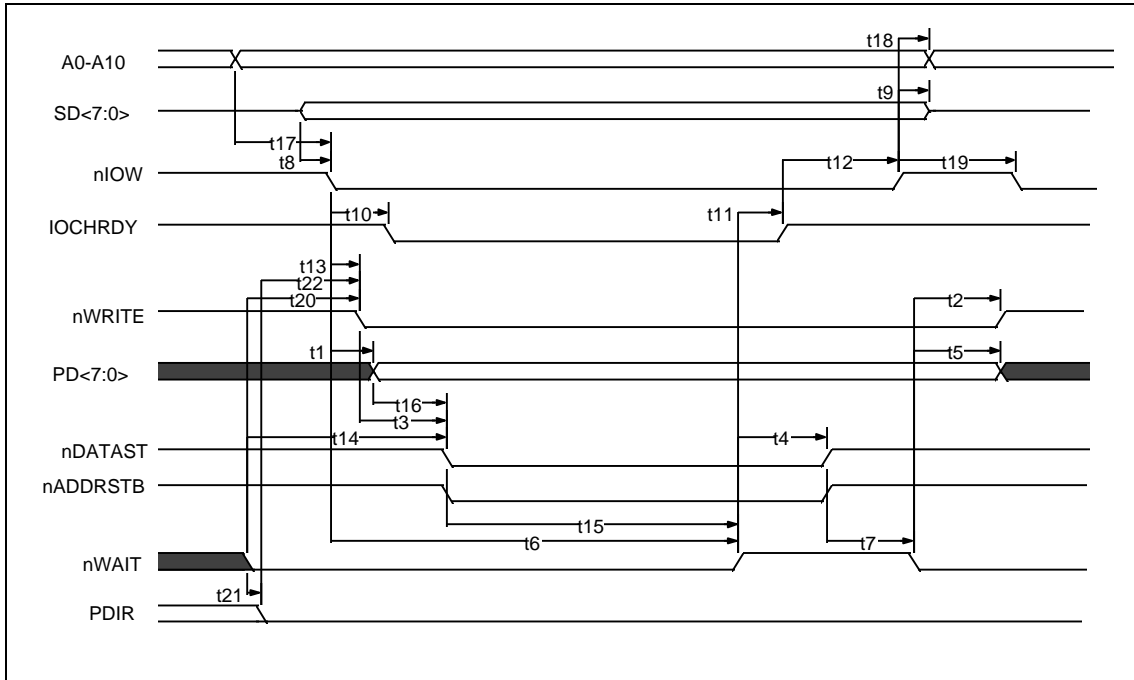 t18
A0-A10
t9
SD<7:0>
t17
t8
t12
t19
nIOW
t10
t11
IOCHRDY
t13
t22
t20
t2
nWRITE
t1
t5
PD<7:0>
t16
t3
t14
t4
nDATAST
nADDRSTB
t15
t6
t7
nWAIT
t21
PDIR